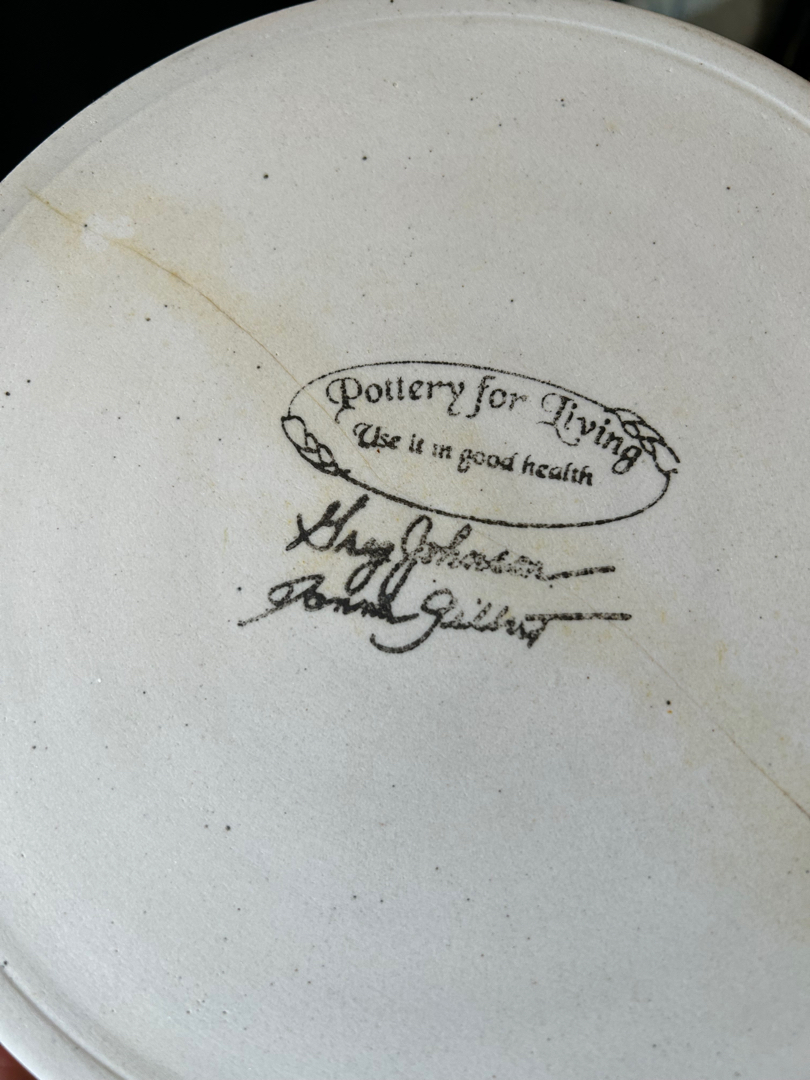 Pottery for Living
Use it in good health
Greg Johnson
Donna Gilbert